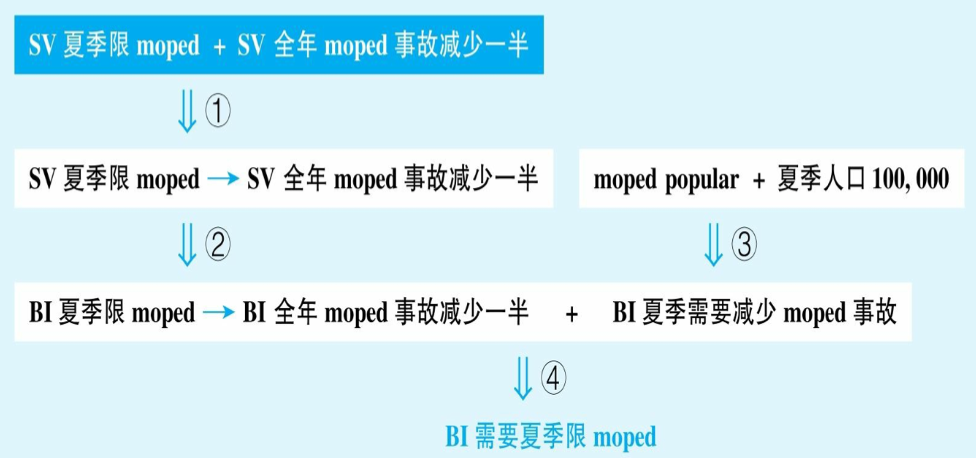 SV 夏季限 moped + SV 全年 moped 事故减少一半
⇓ ①
SV 夏季限 moped → SV 全年 moped 事故减少一半
moped popular + 夏季人口 100,000
⇓ ②
⇓ ③
BI 夏季限 moped → BI 全年 moped 事故减少一半 + BI 夏季需要减少 moped 事故
⇓ ④
BI 需要夏季限 moped